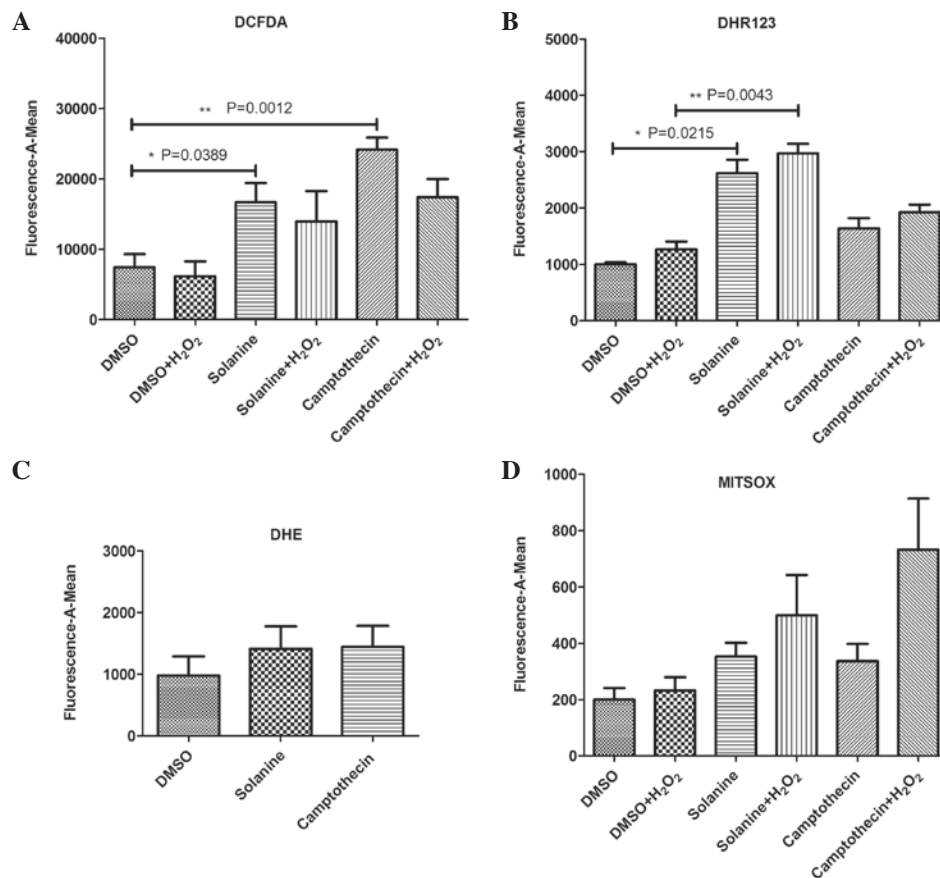 A
DCFDA
Fluorescence-A-Mean
40000
30000
20000
10000
0
** P=0.0012
* P=0.0389
DMSO
DMSO+H₂O₂
Solanine
Solanine+H₂O₂
Camptothecin
Camptothecin+H₂O₂
B
DHR123
Fluorescence-A-Mean
5000
4000
3000
2000
1000
0
** P=0.0043
* P=0.0215
DMSO
DMSO+H₂O₂
Solanine
Solanine+H₂O₂
Camptothecin
Camptothecin+H₂O₂
C
DHE
Fluorescence-A-Mean
3000
2000
1000
0
DMSO
Solanine
Camptothecin
D
MITSOX
Fluorescence-A-Mean
1000
800
600
400
200
0
DMSO
DMSO+H₂O₂
Solanine
Solanine+H₂O₂
Camptothecin
Camptothecin+H₂O₂